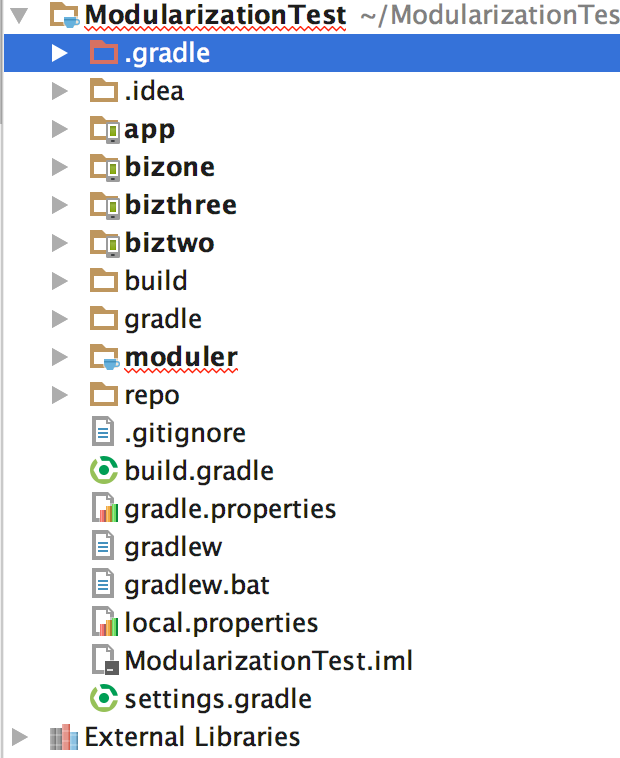 ModularizationTest ~/ModularizationTes
.gradle
.idea
app
bizone
bizthree
biztwo
build
gradle
moduler
repo
.gitignore
build.gradle
gradle.properties
gradlew
gradlew.bat
local.properties
ModularizationTest.iml
settings.gradle
External Libraries